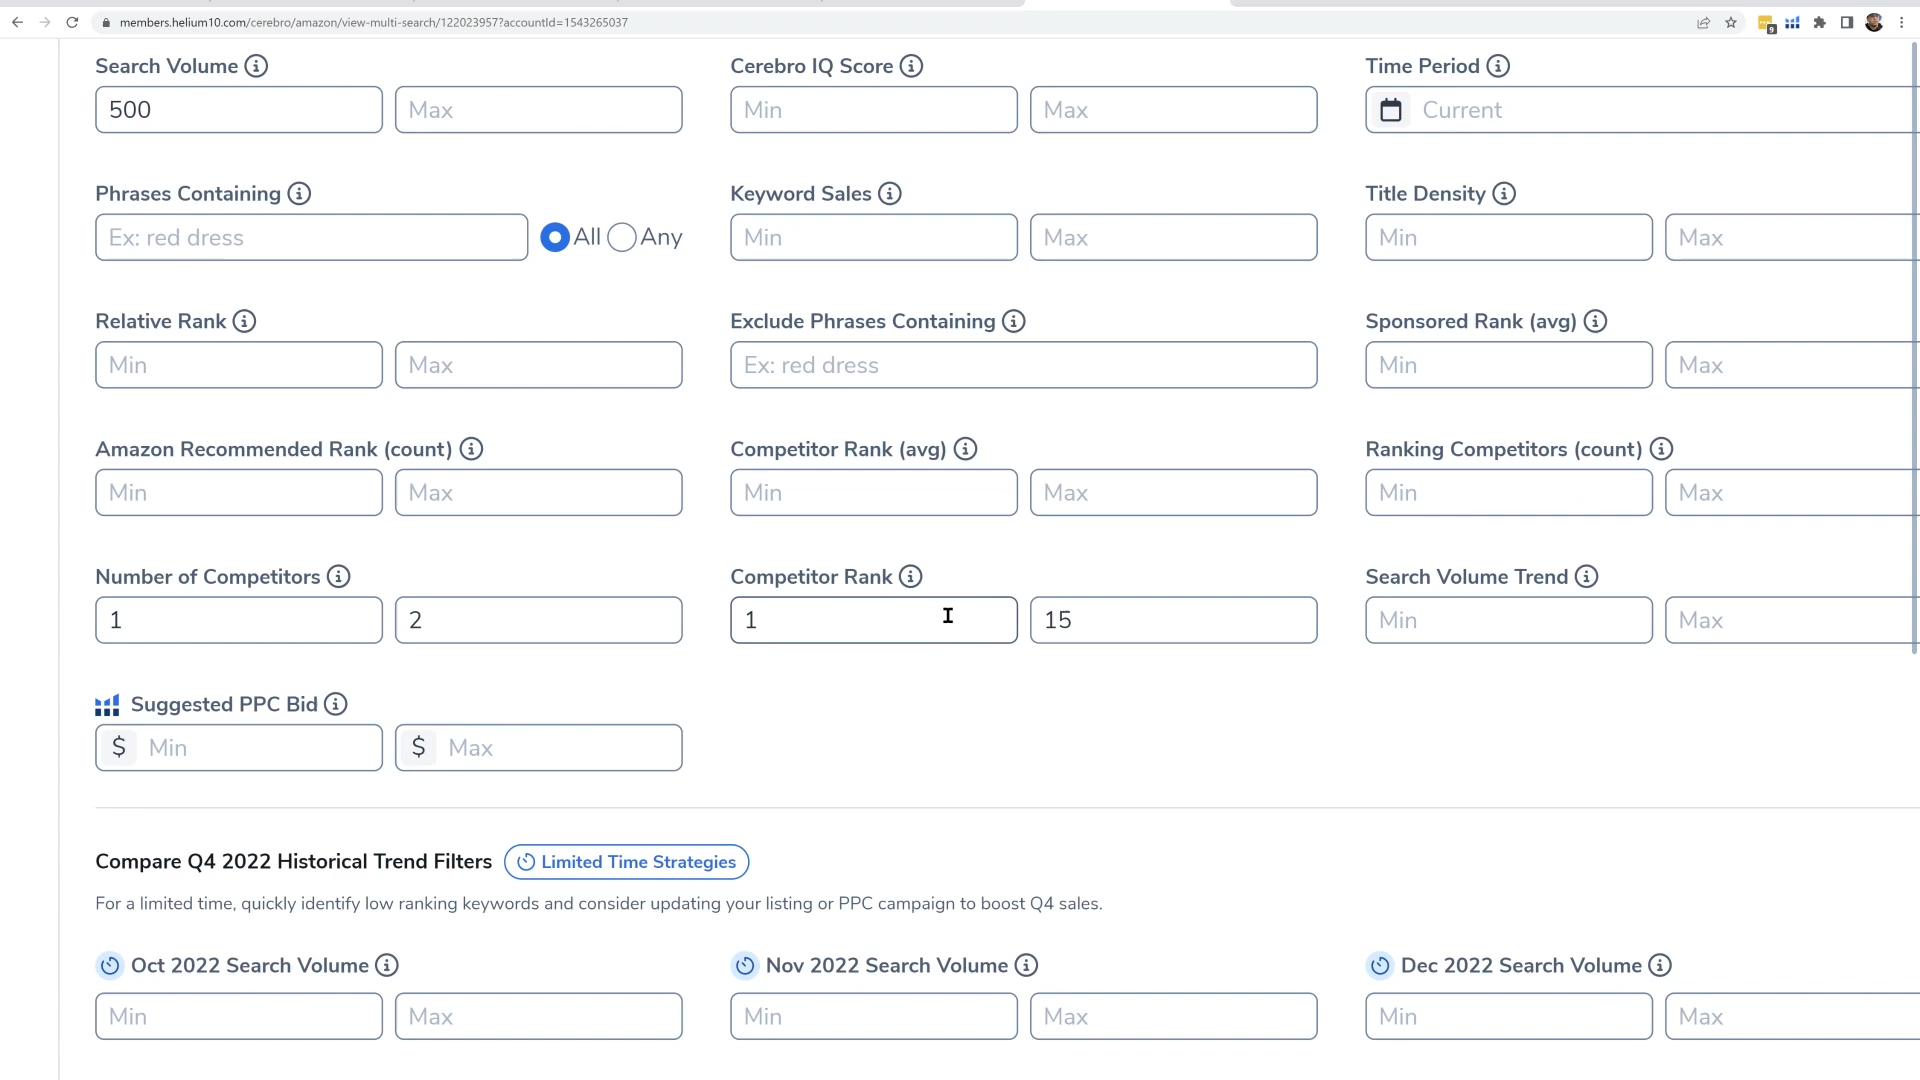 members.helium10.com/cerebro/amazon/view-multi-search/122023957?accountId=1543265037
9
Search Volume
Cerebro IQ Score
Time Period
500
Max
Min
Max
Current
Phrases Containing
Keyword Sales
Title Density
Ex: red dress
All
Any
Min
Max
Min
Max
Relative Rank
Exclude Phrases Containing
Sponsored Rank (avg)
Min
Max
Ex: red dress
Min
Max
Amazon Recommended Rank (count)
Competitor Rank (avg)
Ranking Competitors (count)
Min
Max
Min
Max
Min
Max
Number of Competitors
Competitor Rank
Search Volume Trend
1
2
1
15
Min
Max
Suggested PPC Bid
$ Min
$ Max
Compare Q4 2022 Historical Trend Filters
Limited Time Strategies
For a limited time, quickly identify low ranking keywords and consider updating your listing or PPC campaign to boost Q4 sales.
Oct 2022 Search Volume
Nov 2022 Search Volume
Dec 2022 Search Volume
Min
Max
Min
Max
Min
Max